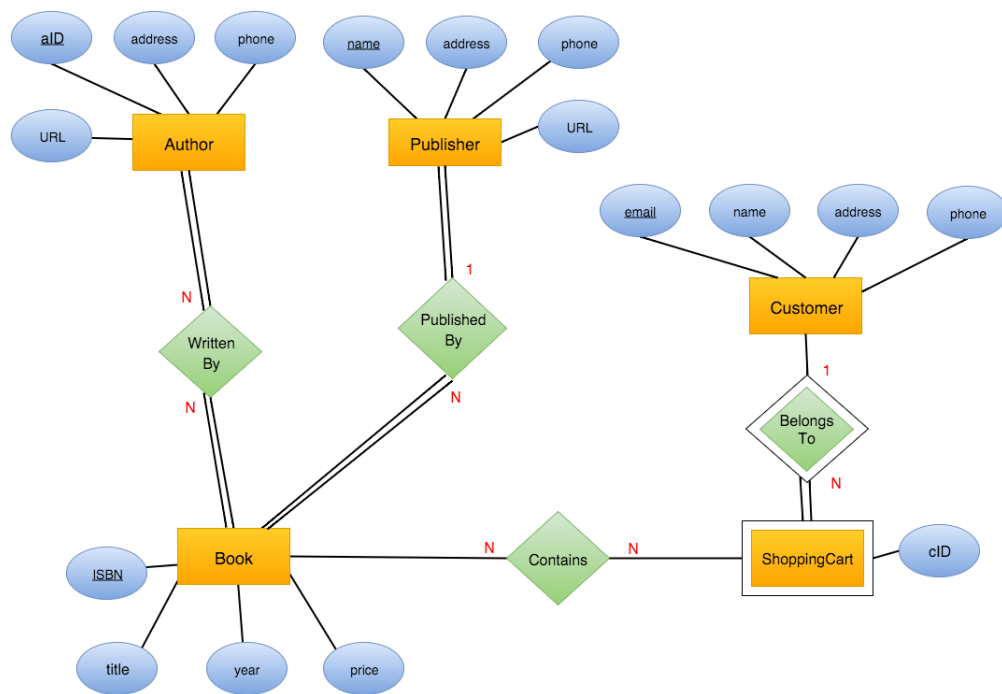 aID
address
phone
name
address
phone
URL
Author
Publisher
URL
email
name
address
phone
N
1
Customer
Written
By
Published
By
N
N
1
Belongs
To
N
Book
N
Contains
N
ShoppingCart
cID
ISBN
title
year
price